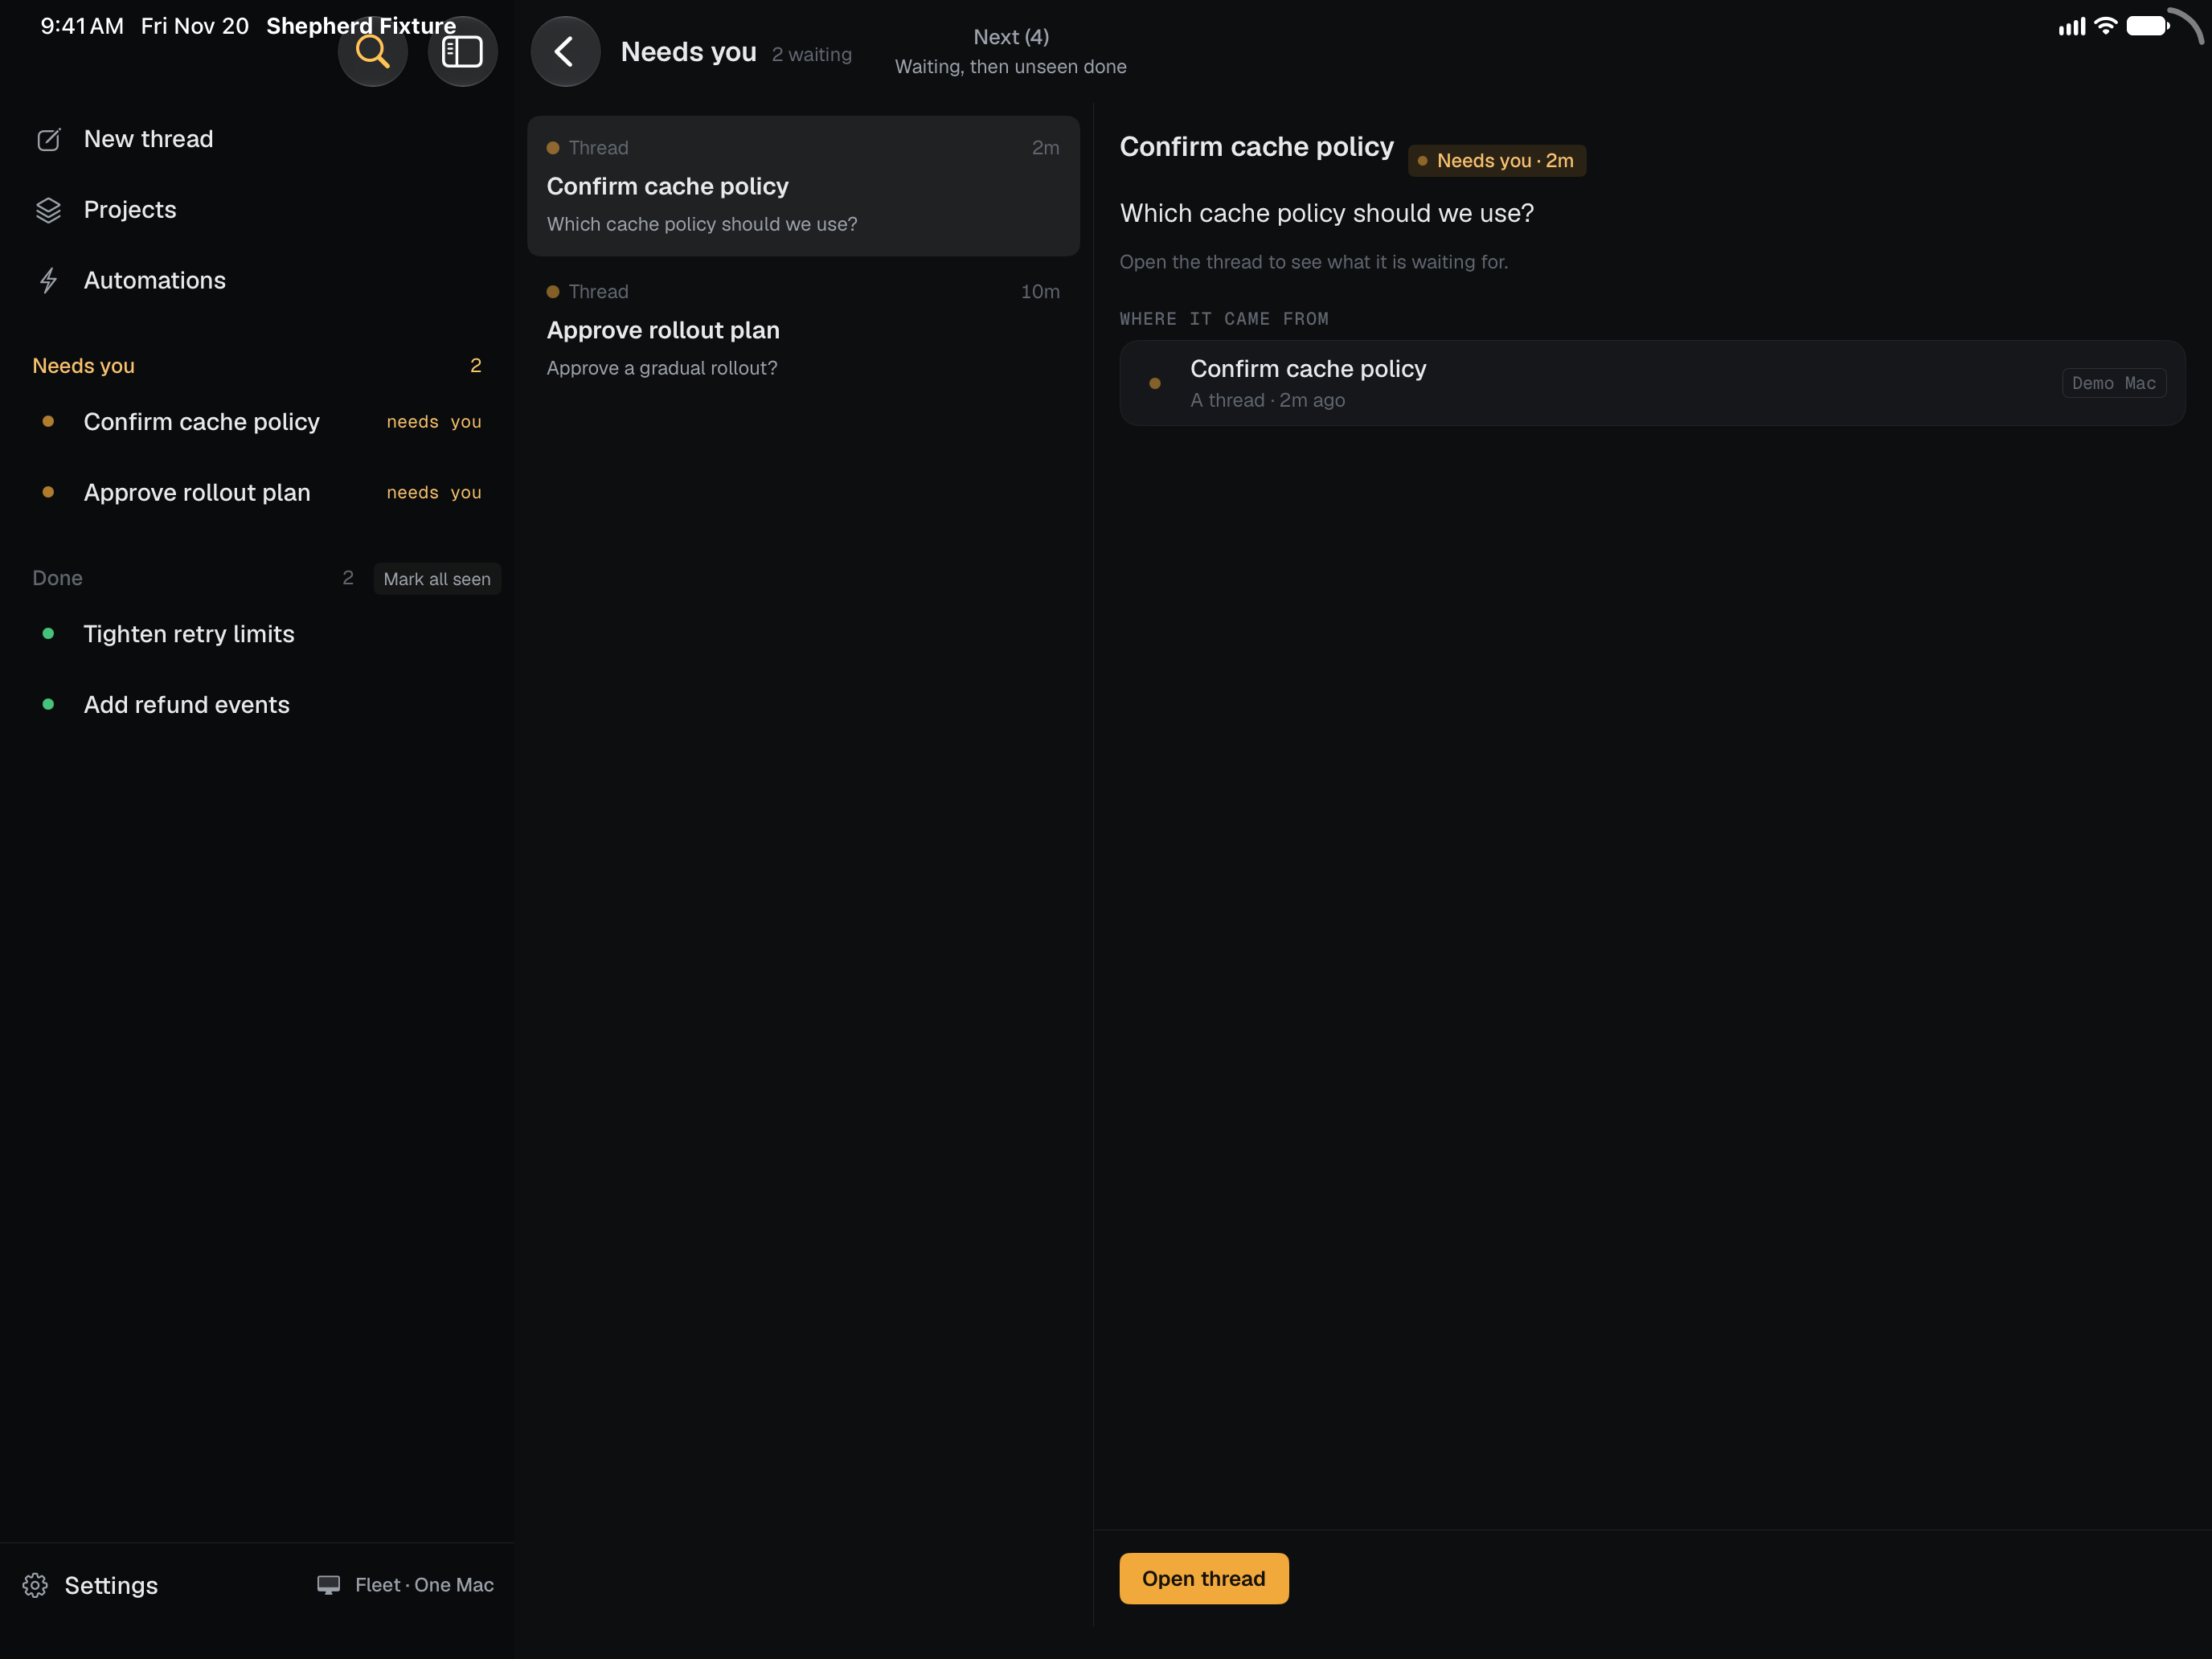 9:41 AM Fri Nov 20 Shepherd Fixture
New thread
Projects
Automations
Needs you 2
Confirm cache policy needs you
Approve rollout plan needs you
Done 2 Mark all seen
Tighten retry limits
Add refund events
Settings Fleet · One Mac
Needs you 2 waiting
Next (4)
Waiting, then unseen done
Thread 2m
Confirm cache policy
Which cache policy should we use?
Thread 10m
Approve rollout plan
Approve a gradual rollout?
Confirm cache policy Needs you · 2m
Which cache policy should we use?
Open the thread to see what it is waiting for.
WHERE IT CAME FROM
Confirm cache policy
A thread · 2m ago
Demo Mac
Open thread